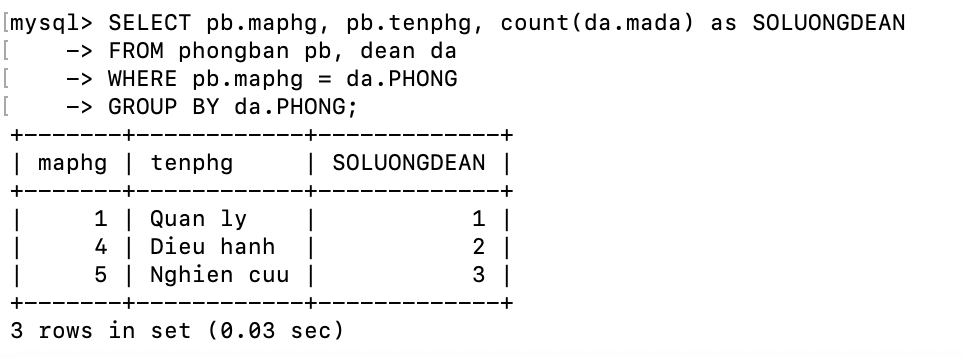 [mysql> SELECT pb.maphg, pb.tenphg, count(da.mada) as SOLUONGDEAN
[    -> FROM phongban pb, dean da
[    -> WHERE pb.maphg = da.PHONG
[    -> GROUP BY da.PHONG;
+-------+------------+-------------+
| maphg | tenphg     | SOLUONGDEAN |
+-------+------------+-------------+
|     1 | Quan ly    |           1 |
|     4 | Dieu hanh  |           2 |
|     5 | Nghien cuu |           3 |
+-------+------------+-------------+
3 rows in set (0.03 sec)